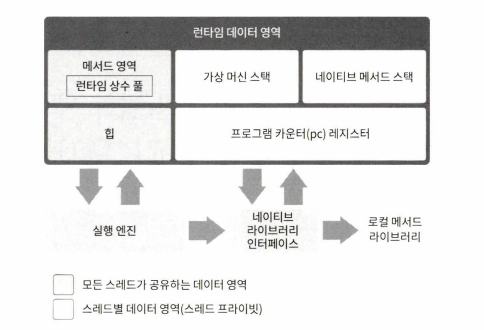 런타임 데이터 영역
메서드 영역
런타임 상수 풀
가상 머신 스택
네이티브 메서드 스택
힙
프로그램 카운터(pc) 레지스터
실행 엔진
네이티브
라이브러리
인터페이스
로컬 메서드
라이브러리
모든 스레드가 공유하는 데이터 영역
스레드별 데이터 영역(스레드 프라이빗)